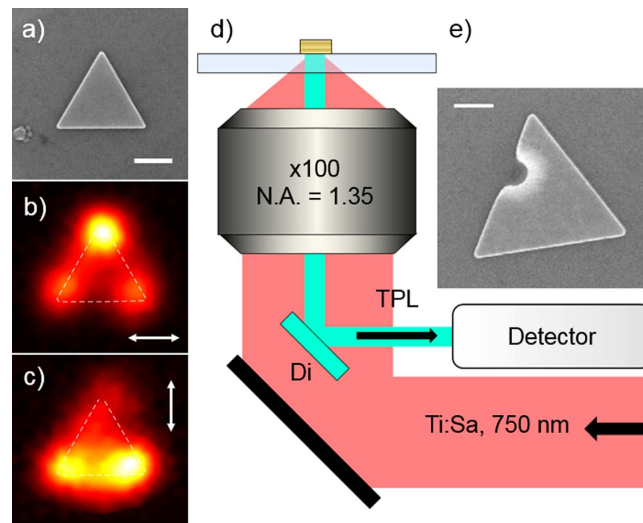 a)
b)
c)
d)
x100
N.A. = 1.35
TPL
Detector
Di
Ti:Sa, 750 nm
e)